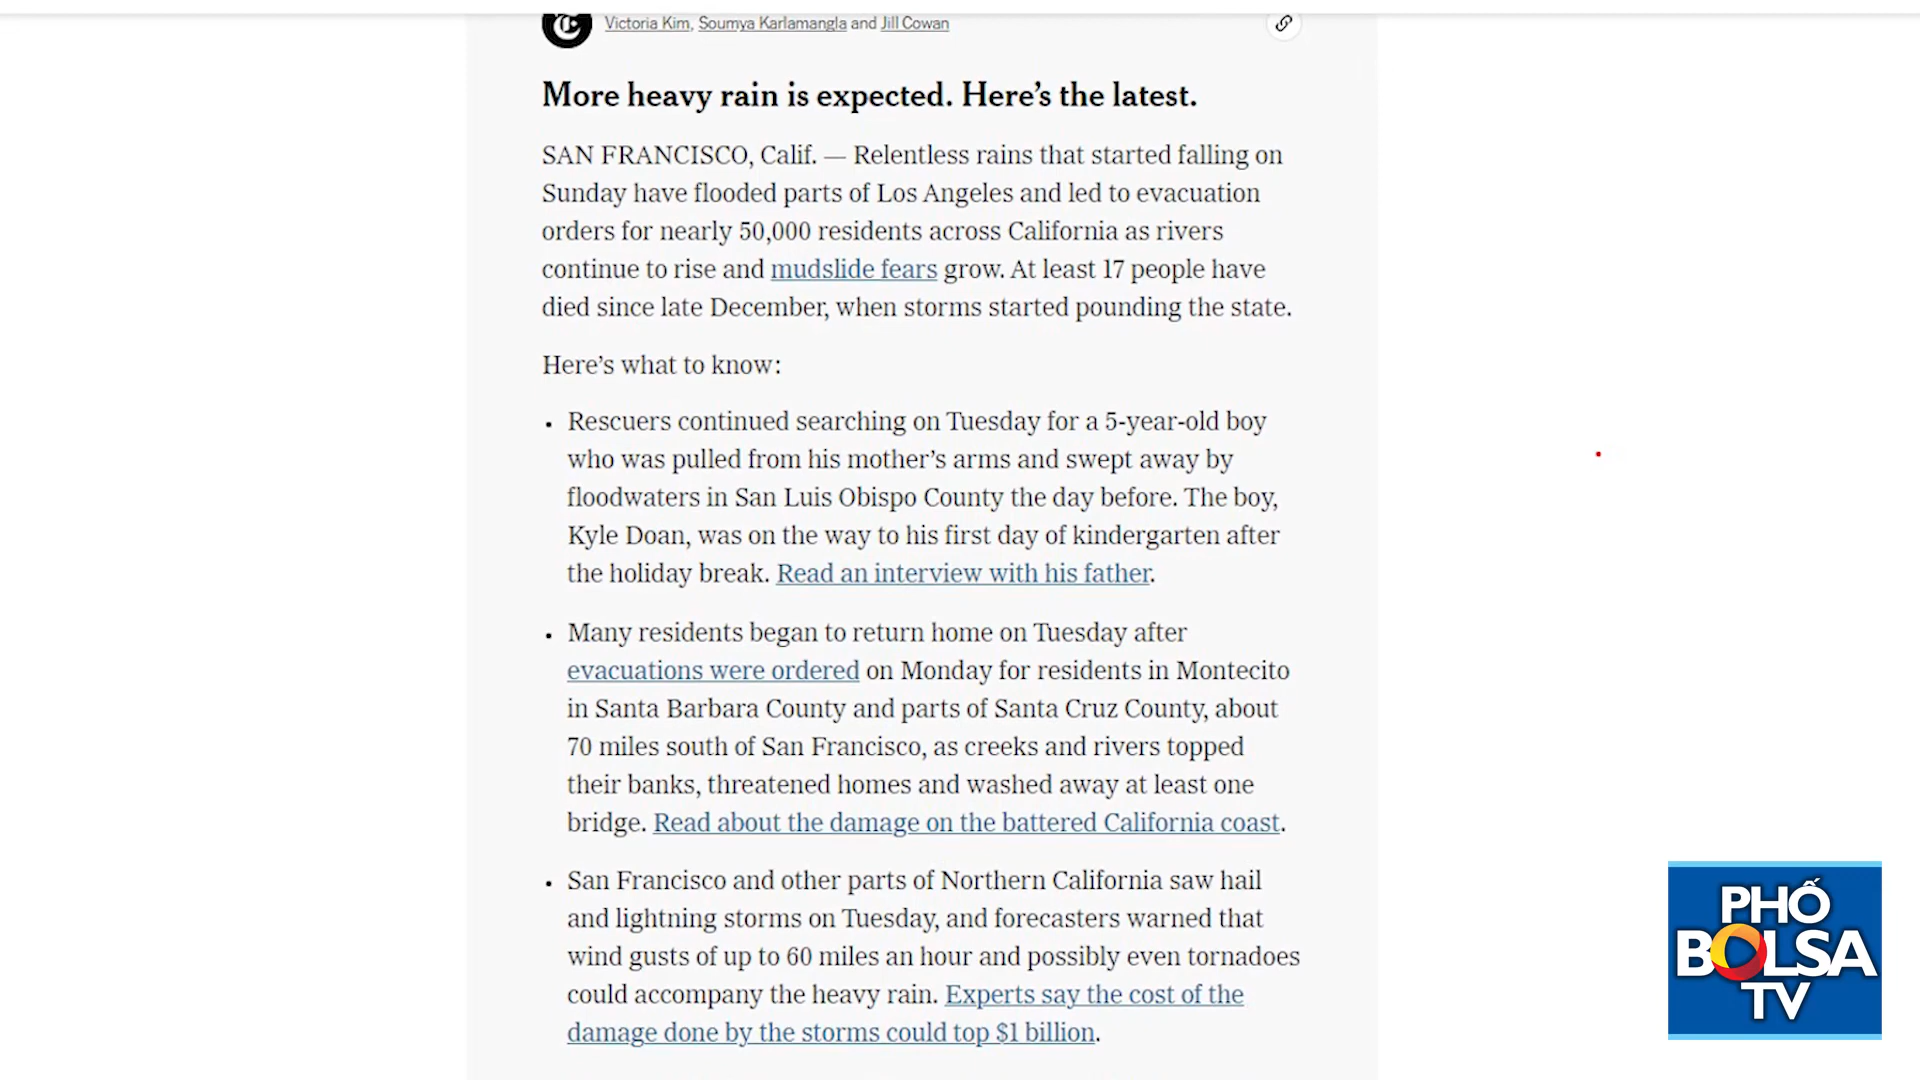 Victoria Kim, Soumya Karlamangla and Jill Cowan
More heavy rain is expected. Here’s the latest.
SAN FRANCISCO, Calif. — Relentless rains that started falling on
Sunday have flooded parts of Los Angeles and led to evacuation
orders for nearly 50,000 residents across California as rivers
continue to rise and mudslide fears grow. At least 17 people have
died since late December, when storms started pounding the state.
Here’s what to know:
• Rescuers continued searching on Tuesday for a 5-year-old boy
who was pulled from his mother’s arms and swept away by
floodwaters in San Luis Obispo County the day before. The boy,
Kyle Doan, was on the way to his first day of kindergarten after
the holiday break. Read an interview with his father.
• Many residents began to return home on Tuesday after
evacuations were ordered on Monday for residents in Montecito
in Santa Barbara County and parts of Santa Cruz County, about
70 miles south of San Francisco, as creeks and rivers topped
their banks, threatened homes and washed away at least one
bridge. Read about the damage on the battered California coast.
• San Francisco and other parts of Northern California saw hail
and lightning storms on Tuesday, and forecasters warned that
wind gusts of up to 60 miles an hour and possibly even tornadoes
could accompany the heavy rain. Experts say the cost of the
damage done by the storms could top $1 billion.
PHỐ
BOLSA
TV